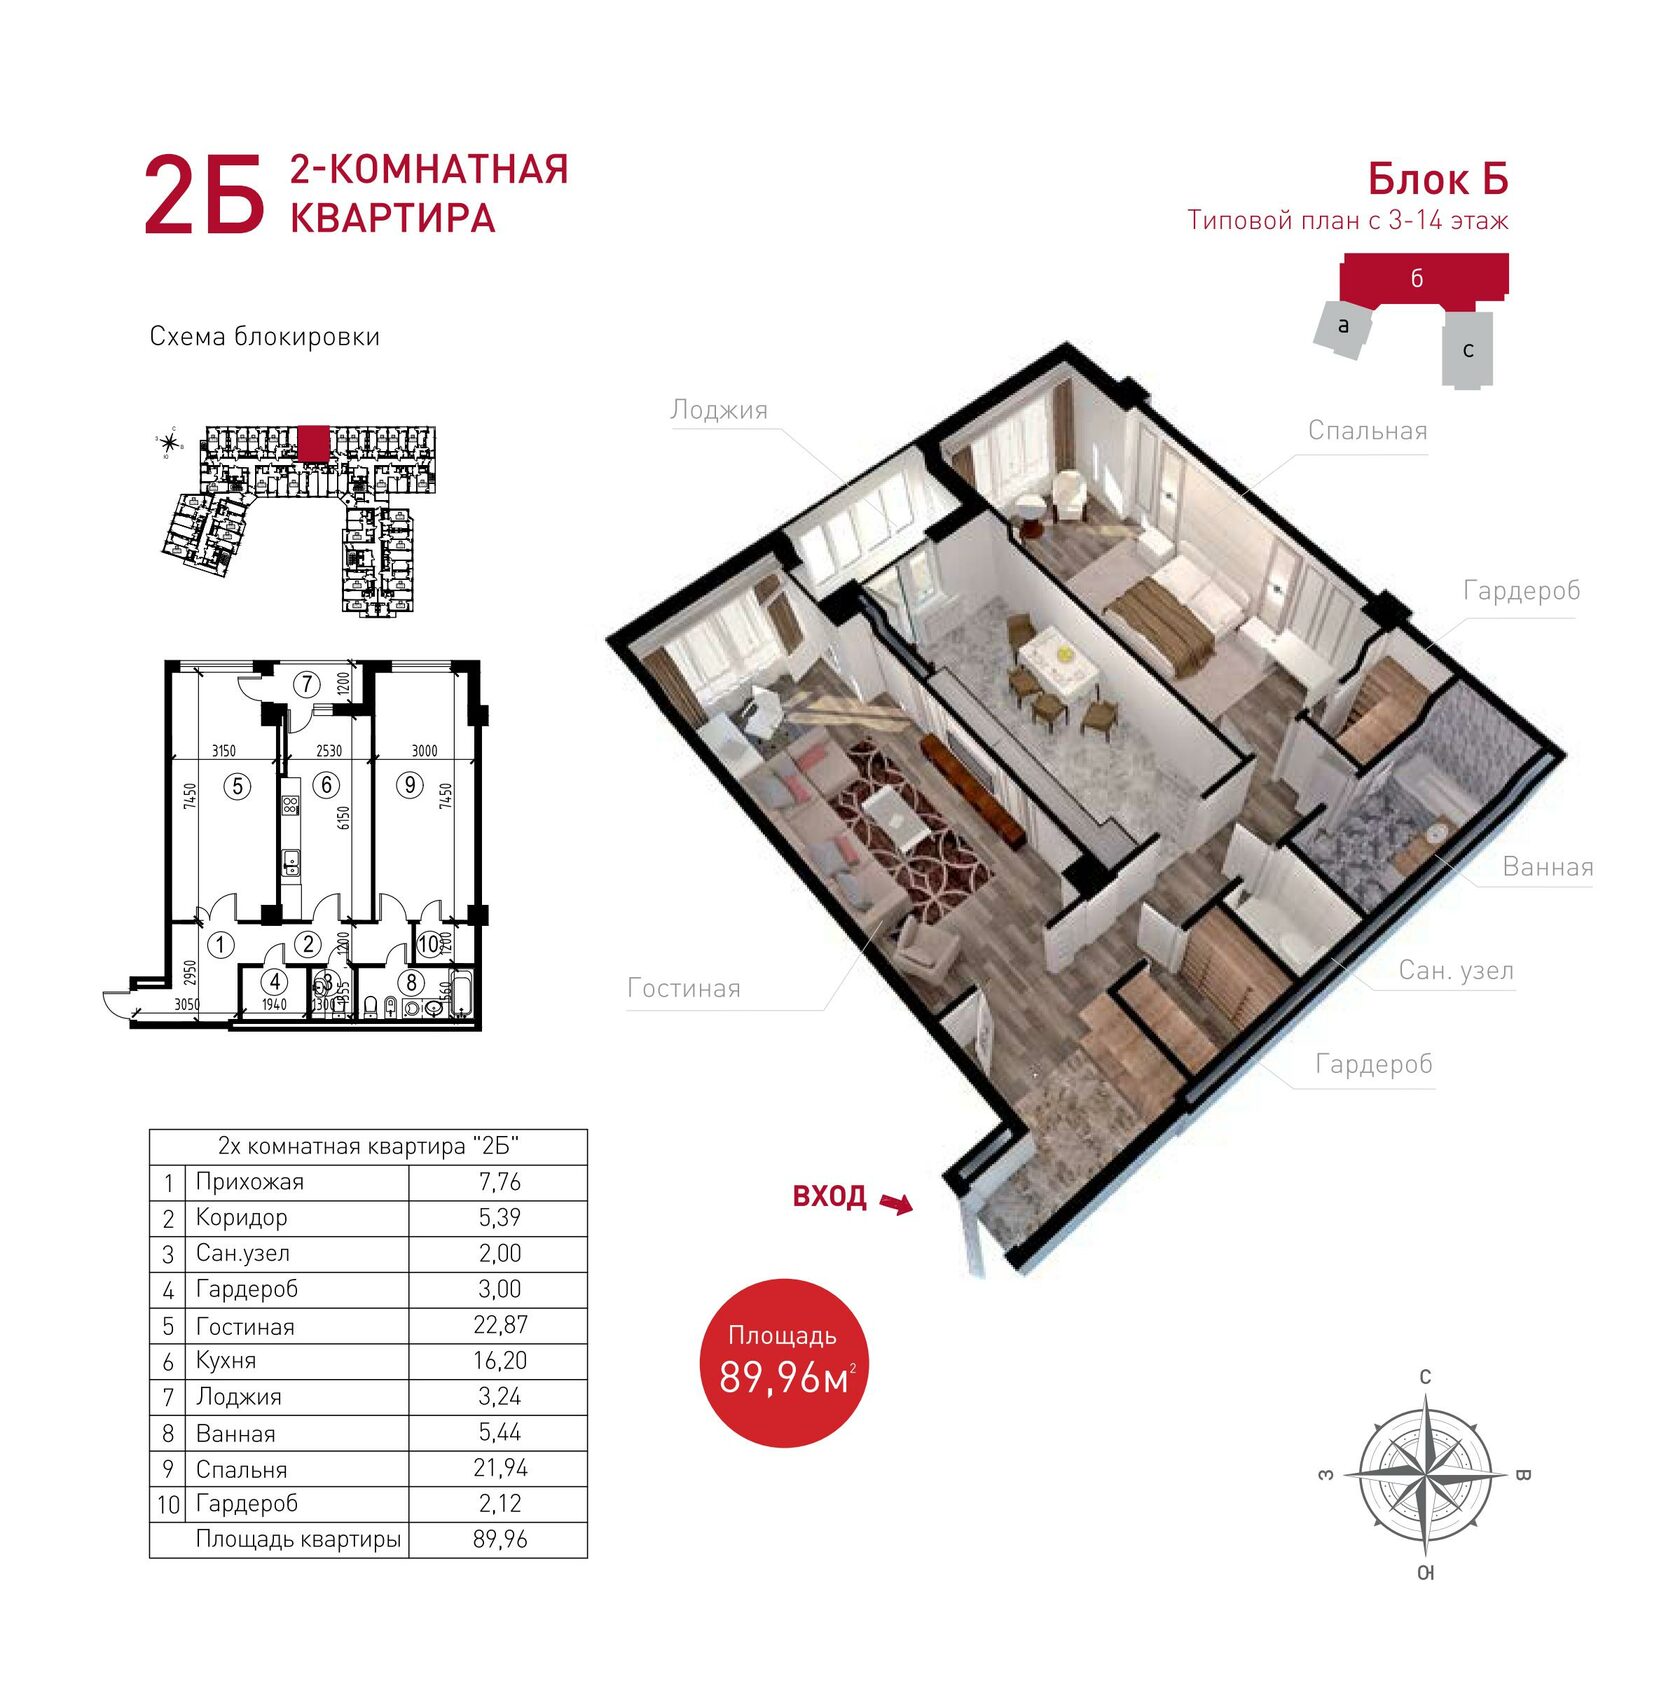 2Б
2-КОМНАТНАЯ
КВАРТИРА
Блок Б
Типовой план с 3-14 этаж
б
а
с
Схема блокировки
Лоджия
Спальная
Гардероб
Ванная
Сан. узел
Гардероб
Гостиная
ВХОД
7
1200
3150
2530
3000
5
6
9
7450
6150
7450
1
2
10
1200
1200
2950
4
3
8
3050
1940
1300
1555
1560
2х комнатная квартира "2Б"
1 Прихожая 7,76
2 Коридор 5,39
3 Сан.узел 2,00
4 Гардероб 3,00
5 Гостиная 22,87
6 Кухня 16,20
7 Лоджия 3,24
8 Ванная 5,44
9 Спальня 21,94
10 Гардероб 2,12
Площадь квартиры 89,96
Площадь
89,96м²
С
З
В
Ю